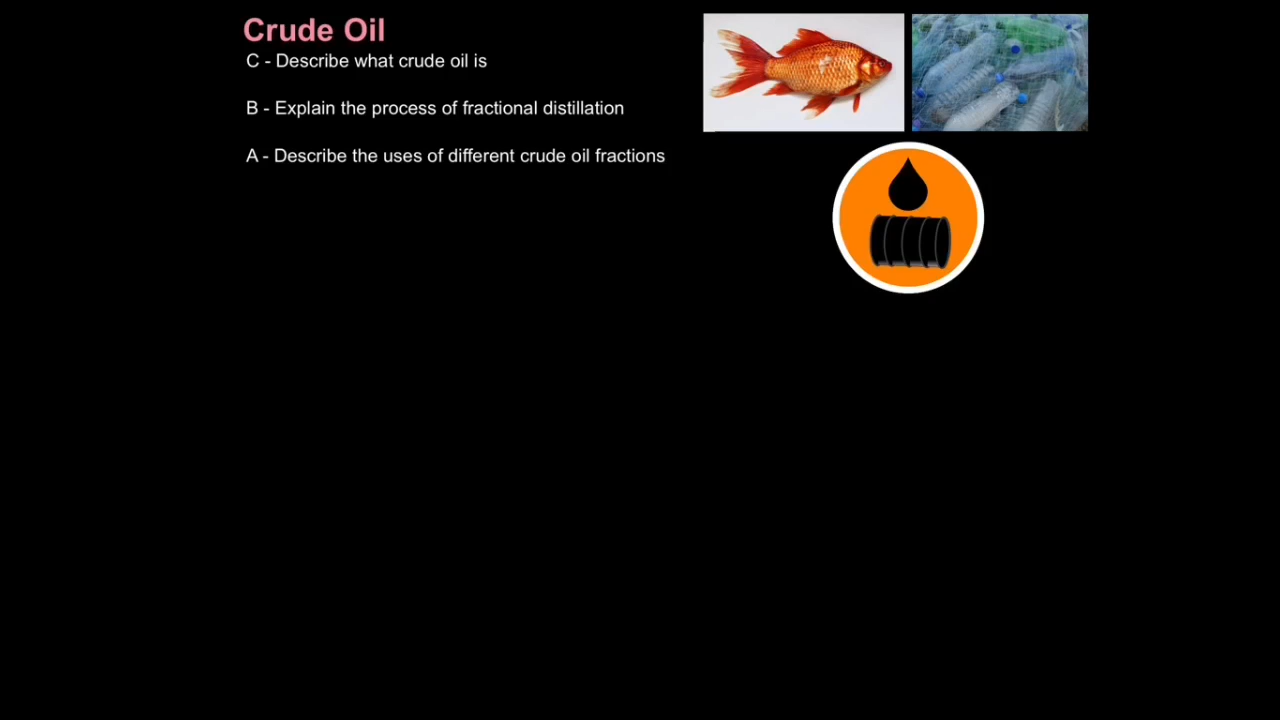 Crude Oil
C - Describe what crude oil is
B - Explain the process of fractional distillation
A - Describe the uses of different crude oil fractions